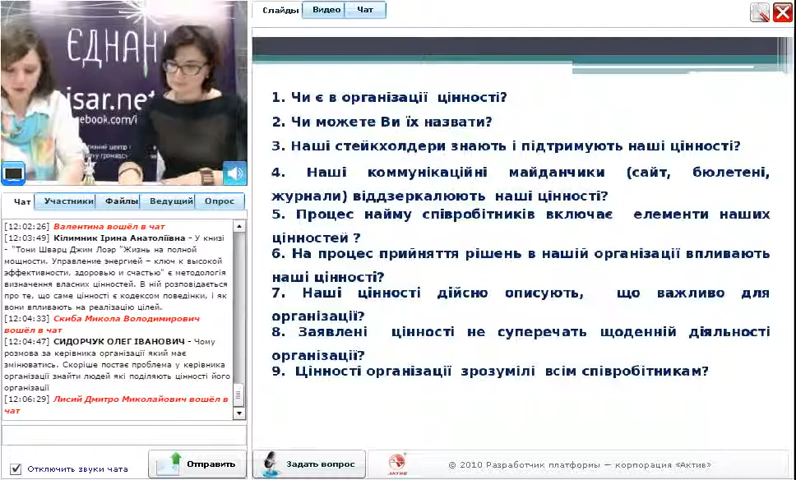 Слайды Видео Чат
ЄДНАН
isar.net
facebook.com/i
Чат Участники Файлы Ведущий Опрос
[12:02:26] Валентина вошёл в
чат
[12:03:49] Кілимник Ірина Анатоліївна - У книзі
- "Тони Шварц Джим Лоэр "Жизнь на полной
мощности. Управление энергией – ключ к высокой
эффективности, здоровью и счастью" є методологія
визначення власних цінностей. В ній розповідається
про те, що саме цінності є кодексом поведінки, і як
вони впливають на реалізацію цілей.
[12:04:33] Скиба Микола Володимирович
вошёл в чат
[12:04:47] СИДОРЧУК ОЛЕГ ІВАНОВИЧ - Чому
розмова за керівника організації який має
змінюватись. Скоріше постає проблема у керівника
організації знайти людей які поділяють цінності його
організації
[12:06:29] Лисий Дмитро Миколайович вошёл в
чат
Отключить звуки чата
Отправить
1. Чи є в організації цінності?
2. Чи можете Ви їх назвати?
3. Наші стейкхолдери знають і підтримують наші цінності?
4. Наші комунікаційні майданчики (сайт, бюлетені,
журнали) віддзеркалюють наші цінності?
5. Процес найму співробітників включає елементи наших
цінностей ?
6. На процес прийняття рішень в нашій організації впливають
наші цінності?
7. Наші цінності дійсно описують, що важливо для
організації?
8. Заявлені цінності не суперечать щоденній діяльності
організації?
9. Цінності організації зрозумілі всім співробітникам?
Задать вопрос
АКТИВ
© 2010 Разработчик платформы — корпорация «Актив»